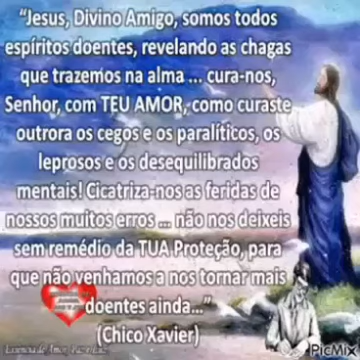 “Jesus, Divino Amigo, somos todos
espíritos doentes, revelando as chagas
que trazemos na alma ... cura-nos,
Senhor, com TEU AMOR, como curaste
outrora os cegos e os paralíticos, os
leprosos e os desequilibrados
mentais! Cicatriza-nos as feridas de
nossos muitos erros ... não nos deixeis
sem remédio da TUA Proteção, para
que não venhamos a nos tornar mais
doentes ainda...”
(Chico Xavier)
PicMix